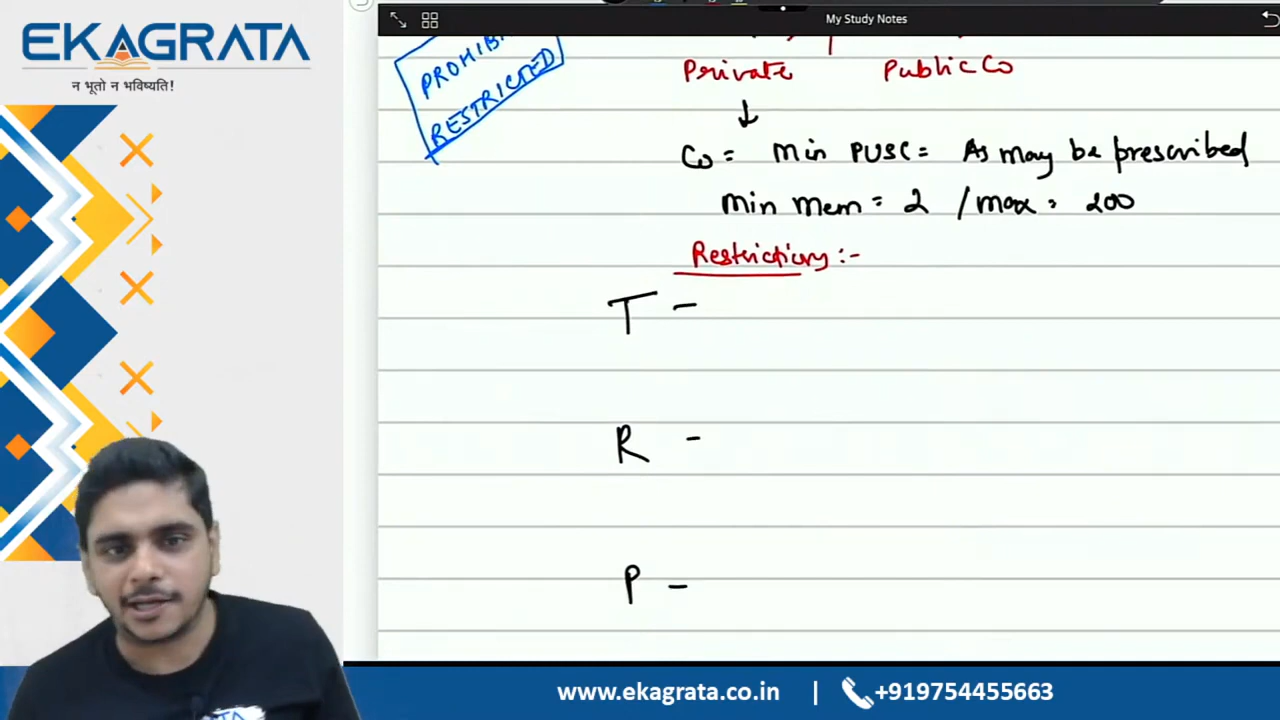 EKAGRATA
न भूतो न भविष्यति!
My Study Notes
RESTRICTED
Private Public Co
Co = Min PUSC = As may be prescribed
Min Mem = 2 / Max = 200
Restrictions :-
T -
R -
P -
www.ekagrata.co.in | +919754455663